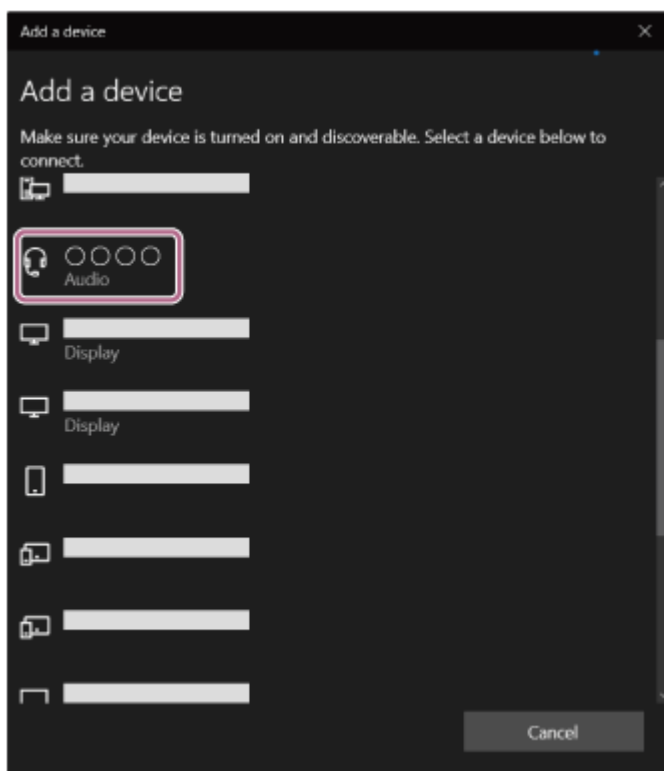 Add a device
Add a device
Make sure your device is turned on and discoverable. Select a device below to
connect.
○○○○
Audio
Display
Display
Cancel